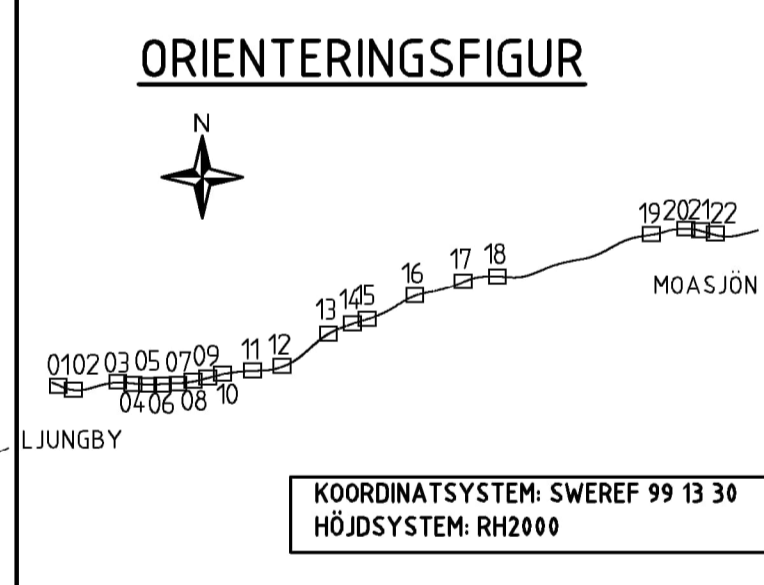 ORIENTERINGSFIGUR
N
19 20 21 22
MOASJÖN
16 17 18
13 14 15
01 02 03 05 07 09 11 12
04 06 08 10
LJUNGBY
KOORDINATSYSTEM: SWEREF 99 13 30
HÖJDSYSTEM: RH2000